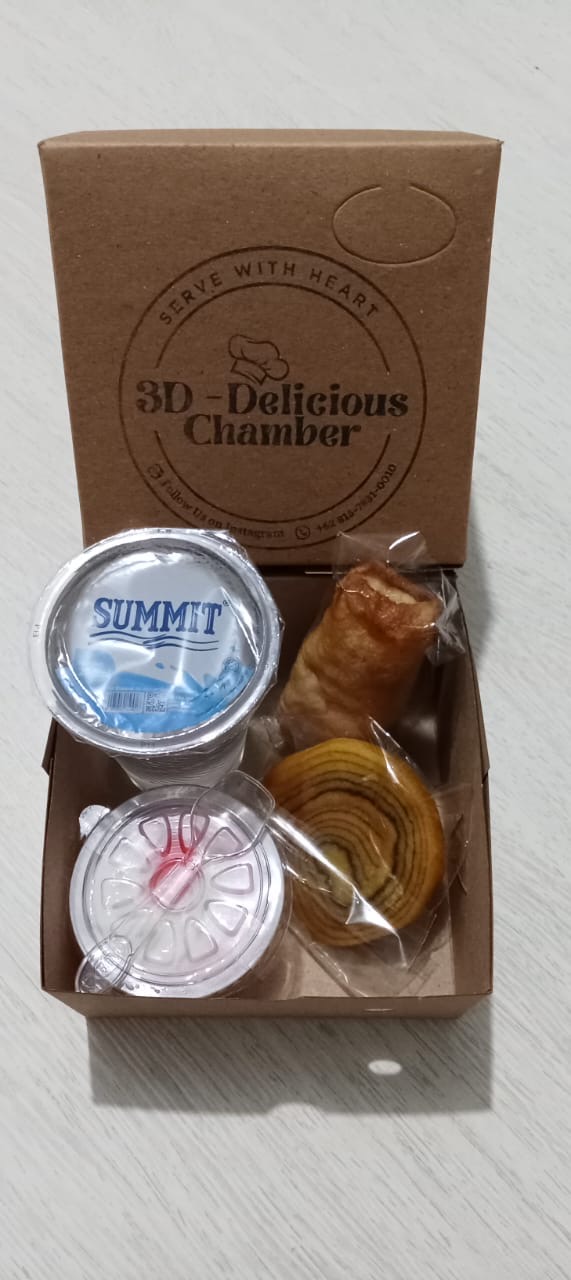 SERVE WITH HEART
3D - Delicious
Chamber
Follow Us on Instagram
SUMMIT